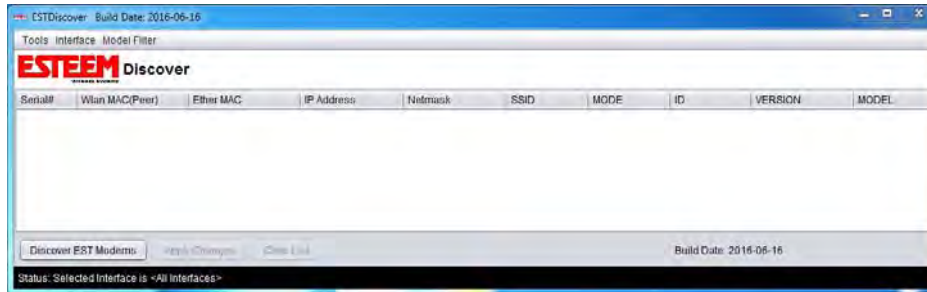 ESTDiscover Build Date: 2016-06-16
Tools Interface Model Filter
ESTEEM Discover
Serial# Wlan MAC(Peer) Ether MAC IP Address Netmask SSID MODE ID VERSION MODEL
Discover EST Modems Apply Changes Clear List Build Date: 2016-06-16
Status: Selected Interface is <All Interfaces>